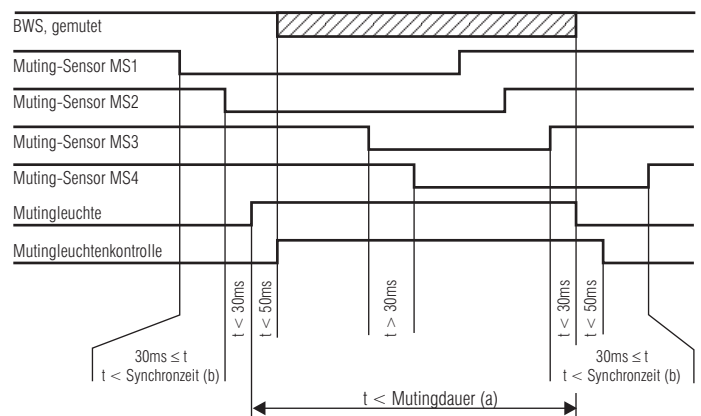 BWS, gemutet
Muting-Sensor MS1
Muting-Sensor MS2
Muting-Sensor MS3
Muting-Sensor MS4
Mutingleuchte
Mutingleuchtenkontrolle
t < 30ms
t < 50ms
t > 30ms
t < 30ms
t < 50ms
30ms ≤ t
t < Synchronzeit (b)
30ms ≤ t
t < Synchronzeit (b)
t < Mutingdauer (a)